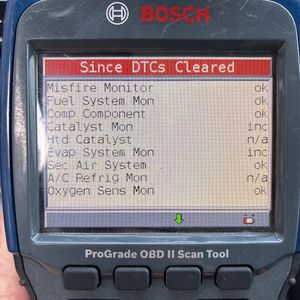 BOSCH
Since DTCs Cleared
Misfire Monitor ok
Fuel System Mon ok
Comp Component ok
Catalyst Mon inc
Htd Catalyst n/a
Evap System Mon inc
Sec Air System ok
A/C Refrig Mon n/a
Oxygen Sens Mon ok
ProGrade OBD II Scan Tool